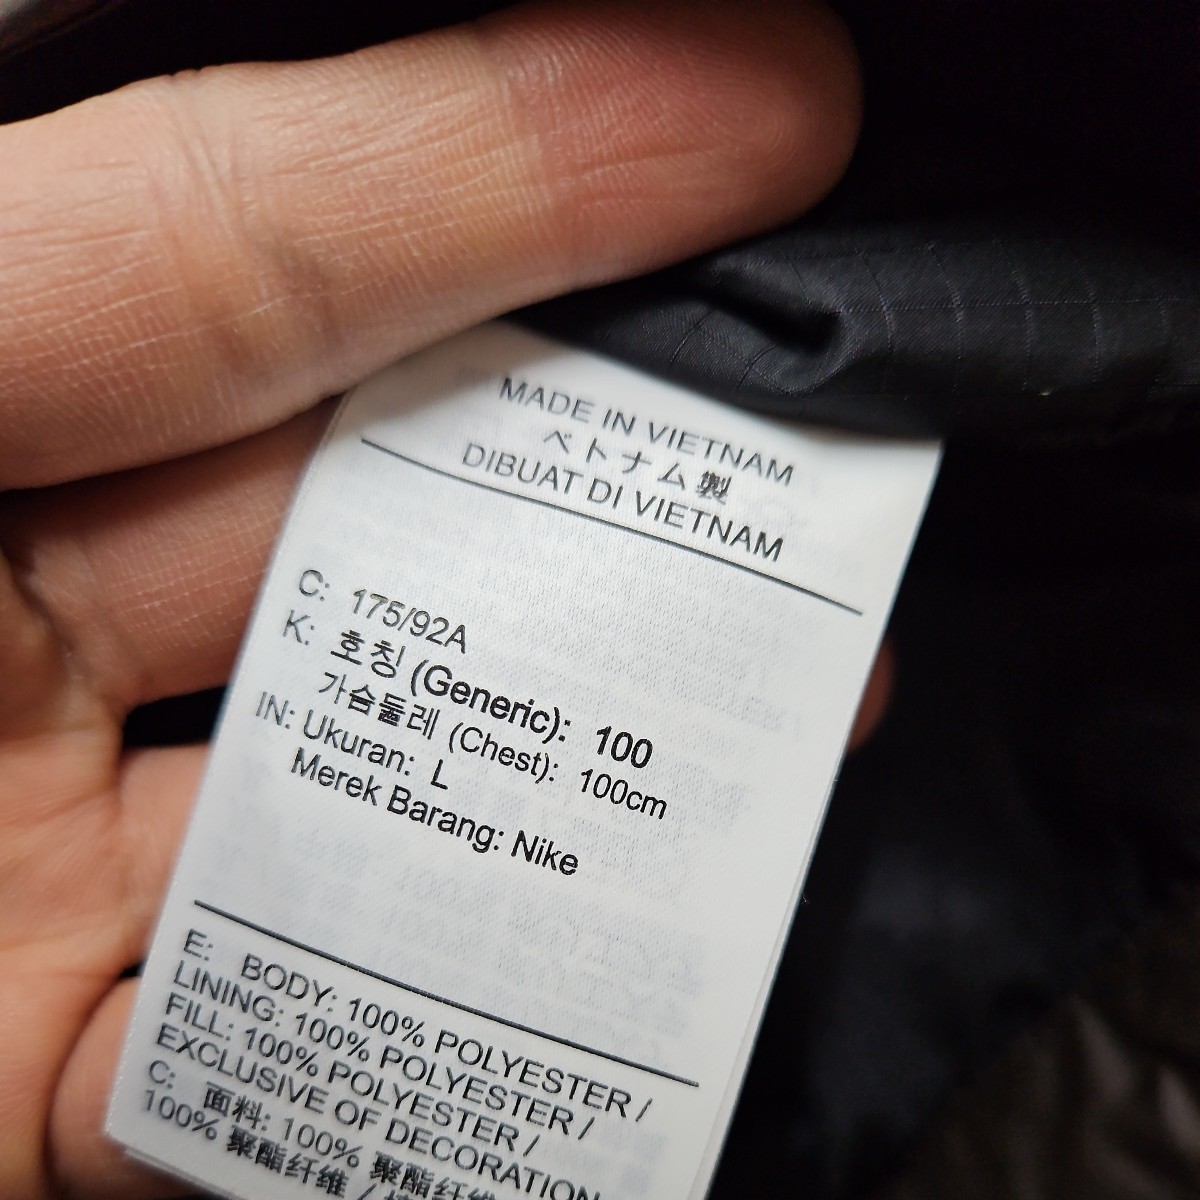 MADE IN VIETNAM
ベトナム製
DIBUAT DI VIETNAM
C: 175/92A
K: 호칭 (Generic): 100
가슴둘레 (Chest): 100cm
IN: Ukuran: L
Merek Barang: Nike
E: BODY: 100% POLYESTER /
LINING: 100% POLYESTER /
FILL: 100% POLYESTER /
EXCLUSIVE OF DECORATION
C: 面料: 100% 聚酯纤维
100% 聚酯纤维 /